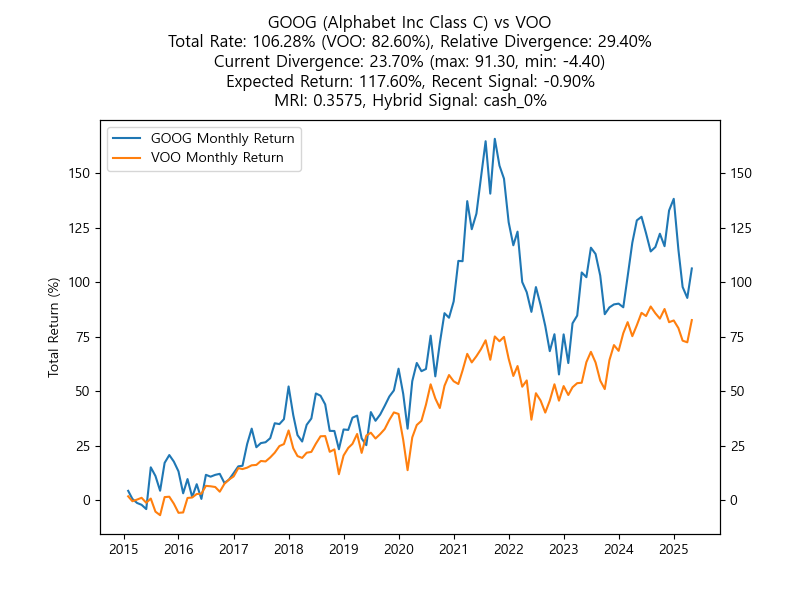 GOOG (Alphabet Inc Class C) vs VOO
Total Rate: 106.28% (VOO: 82.60%), Relative Divergence: 29.40%
Current Divergence: 23.70% (max: 91.30, min: -4.40)
Expected Return: 117.60%, Recent Signal: -0.90%
MRI: 0.3575, Hybrid Signal: cash_0%
GOOG Monthly Return
VOO Monthly Return
Total Return (%)
150
125
100
75
50
25
0
150
125
100
75
50
25
0
2015 2016 2017 2018 2019 2020 2021 2022 2023 2024 2025